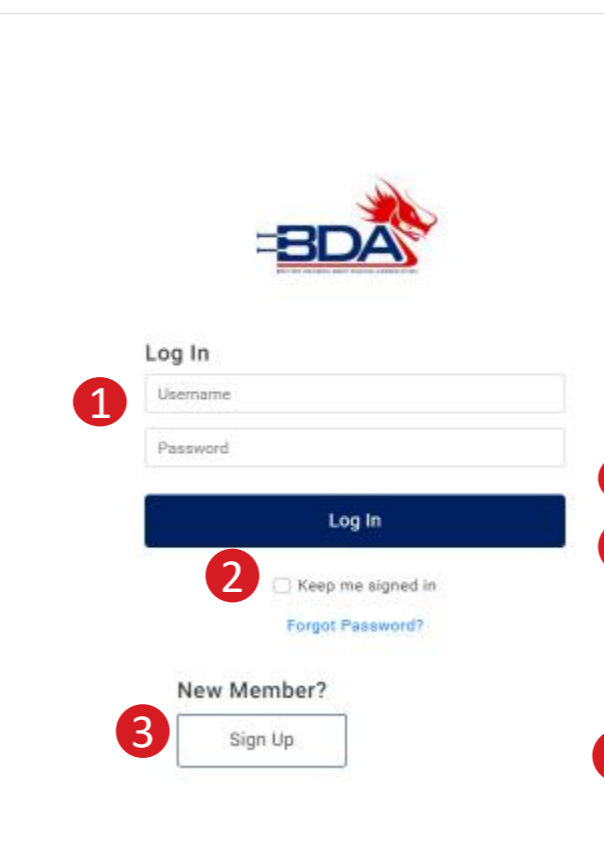 BDA
Log In
1
Username
Password
Log In
2
Keep me signed in
Forgot Password?
New Member?
3
Sign Up